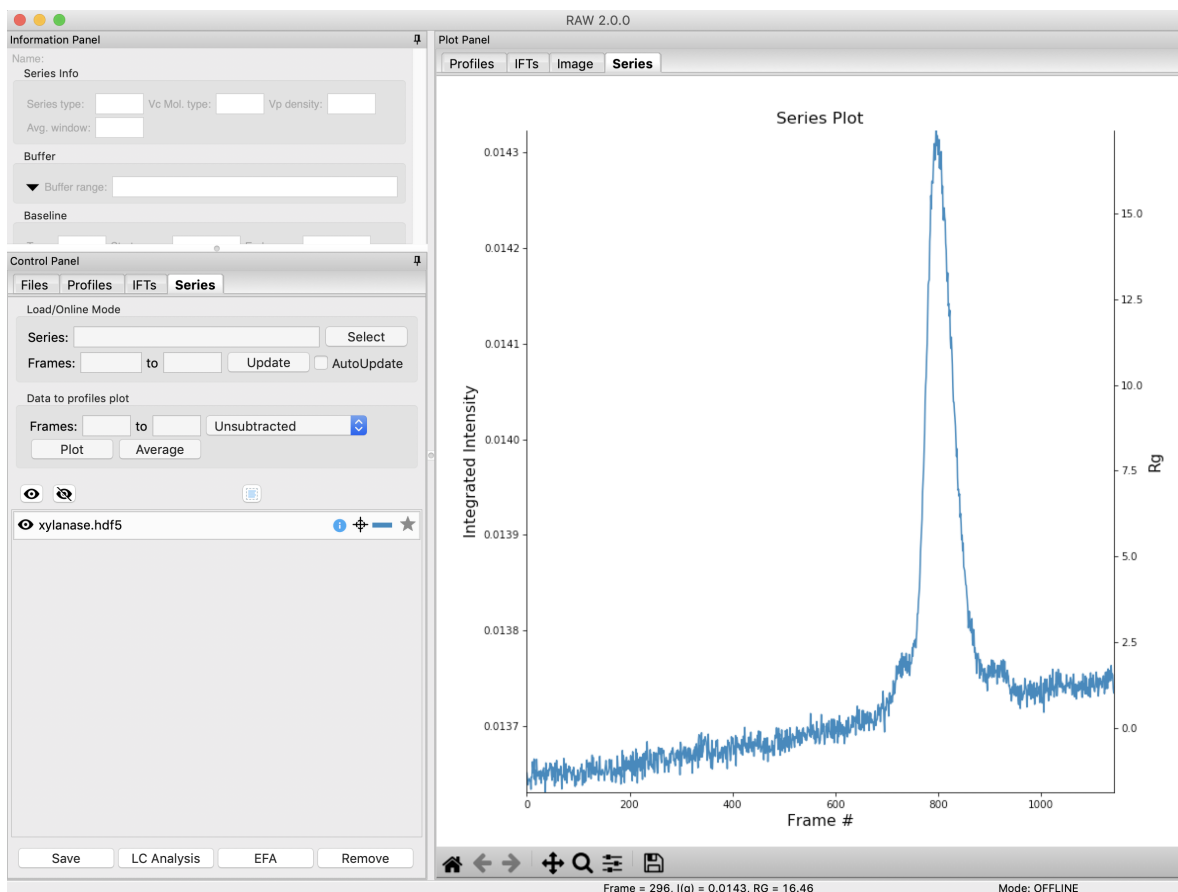 RAW 2.0.0
Information Panel
Name:
Series Info
Series type: Vc Mol. type: Vp density:
Avg. window:
Buffer
Buffer range:
Baseline
Control Panel
Files Profiles IFTs Series
Load/Online Mode
Series: Select
Frames: to Update AutoUpdate
Data to profiles plot
Frames: to Unsubtracted
Plot Average
xylanase.hdf5
Save LC Analysis EFA Remove
Plot Panel
Profiles IFTs Image Series
Series Plot
0.0143
0.0142
0.0141
0.0140
0.0139
0.0138
0.0137
Integrated Intensity
15.0
12.5
10.0
7.5
5.0
2.5
0.0
Rg
0 200 400 600 800 1000
Frame #
Frame = 296, I(q) = 0.0143, RG = 16.46 Mode: OFFLINE